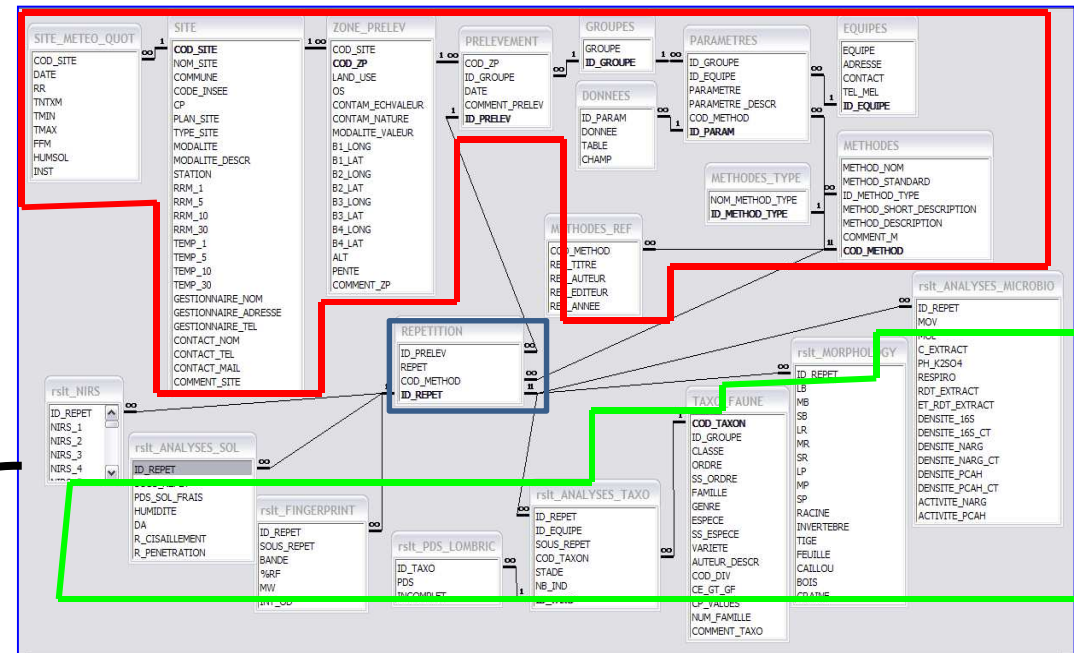 SITE_METEO_QUOT
COD_SITE
DATE
RR
TNTXM
TMIN
TMAX
FFM
HUMSOL
INST
SITE
COD_SITE
NOM_SITE
COMMUNE
CODE_INSEE
CP
PLAN_SITE
TYPE_SITE
MODALITE
MODALITE_DESCR
STATION
RRM_1
RRM_5
RRM_10
RRM_30
TEMP_1
TEMP_5
TEMP_10
TEMP_30
GESTIONNAIRE_NOM
GESTIONNAIRE_ADRESSE
GESTIONNAIRE_TEL
CONTACT_NOM
CONTACT_TEL
CONTACT_MAIL
COMMENT_SITE
ZONE_PRELEV
COD_SITE
COD_ZP
LAND_USE
OS
CONTAM_ECHVALEUR
CONTAM_NATURE
MODALITE_VALEUR
B1_LONG
B1_LAT
B2_LONG
B2_LAT
B3_LONG
B3_LAT
B4_LONG
B4_LAT
ALT
PENTE
COMMENT_ZP
PRELEVEMENT
COD_ZP
ID_GROUPE
DATE
COMMENT_PRELEV
ID_PRELEV
GROUPES
GROUPE
ID_GROUPE
DONNEES
ID_PARAM
DONNEE
TABLE
CHAMP
PARAMETRES
ID_GROUPE
ID_EQUIPE
PARAMETRE
PARAMETRE_DESCR
COD_METHOD
ID_PARAM
EQUIPES
EQUIPE
ADRESSE
CONTACT
TEL_MEL
ID_EQUIPE
METHODES
METHOD_NOM
METHOD_STANDARD
ID_METHOD_TYPE
METHOD_SHORT_DESCRIPTION
METHOD_DESCRIPTION
COMMENT_M
COD_METHOD
METHODES_TYPE
NOM_METHOD_TYPE
ID_METHOD_TYPE
METHODES_REF
COD_METHOD
REF_TITRE
REF_AUTEUR
REF_EDITEUR
REF_ANNEE
REPETITION
ID_PRELEV
REPET
COD_METHOD
ID_REPET
rslt_NIRS
ID_REPET
NIRS_1
NIRS_2
NIRS_3
NIRS_4
rslt_ANALYSES_SOL
ID_REPET
PDS_SOL_FRAIS
HUMIDITE
DA
R_CISAILLEMENT
R_PENETRATION
rslt_FINGERPRINT
ID_REPET
SOUS_REPET
BANDE
%RF
MW
INT_OD
rslt_PDS_LOMBRIC
ID_TAXO
PDS
INCOMPLET
rslt_ANALYSES_TAXO
ID_REPET
ID_EQUIPE
SOUS_REPET
COD_TAXON
STADE
NB_IND
TAXO_FAUNE
COD_TAXON
ID_GROUPE
CLASSE
ORDRE
SS_ORDRE
FAMILLE
GENRE
ESPECE
SS_ESPECE
VARIETE
AUTEUR_DESCR
COD_DIV
CE_GT_GF
CP_VALUES
NUM_FAMILLE
COMMENT_TAXO
rslt_MORPHOLOGY
ID_REPET
LB
MB
SB
LR
MR
SR
LP
MP
SP
RACINE
INVERTEBRE
TIGE
FEUILLE
CAILLOU
BOIS
GRAINE
rslt_ANALYSES_MICROBIO
ID_REPET
MOV
MOL
C_EXTRACT
PH_K2SO4
RESPIRO
RDT_EXTRACT
ET_RDT_EXTRACT
DENSITE_16S
DENSITE_16S_CT
DENSITE_NARG
DENSITE_NARG_CT
DENSITE_PCAH
DENSITE_PCAH_CT
ACTIVITE_NARG
ACTIVITE_PCAH